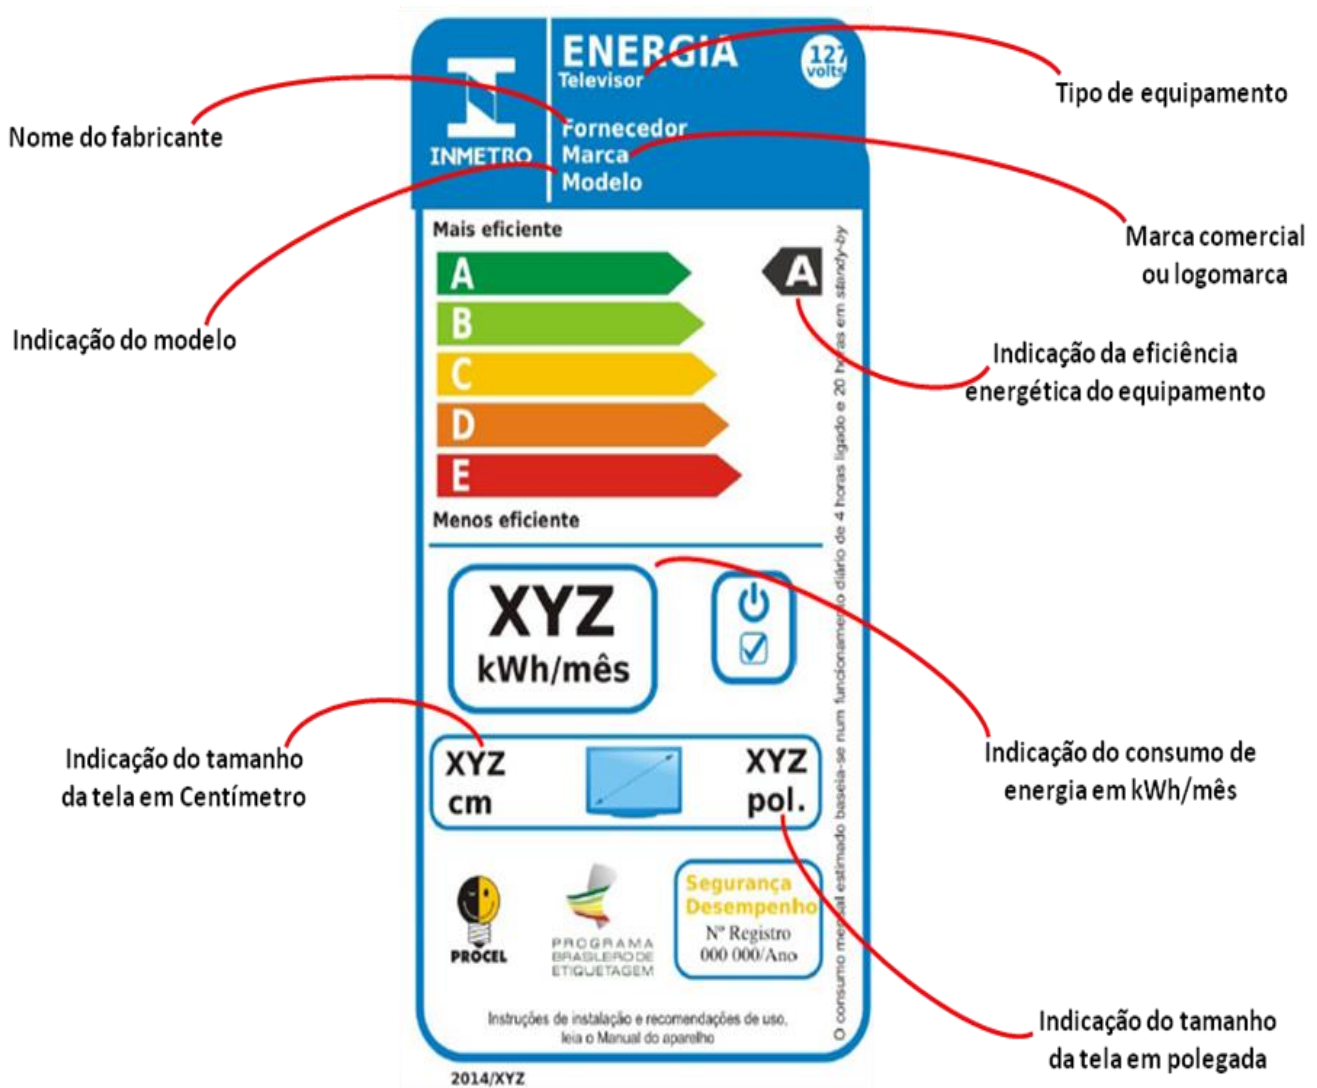 ENERGIA
Televisor
127
volts
INMETRO
Fornecedor
Marca
Modelo
Tipo de equipamento
Nome do fabricante
Marca comercial
ou logomarca
Indicação do modelo
Mais eficiente
A
A
B
C
D
E
Menos eficiente
Indicação da eficiência
energética do equipamento
XYZ
kWh/mês
Indicação do consumo de
energia em kWh/mês
Indicação do tamanho
da tela em Centímetro
XYZ
cm
XYZ
pol.
PROCEL
PROGRAMA
BRASILEIRO DE
ETIQUETAGEM
Segurança
Desempenho
Nº Registro
000 000/Ano
Indicação do tamanho
da tela em polegada
O consumo mensal estimado baseia-se num funcionamento diário de 4 horas ligado e 20 horas em standy-by
Instruções de instalação e recomendações de uso,
leia o Manual do aparelho
2014/XYZ